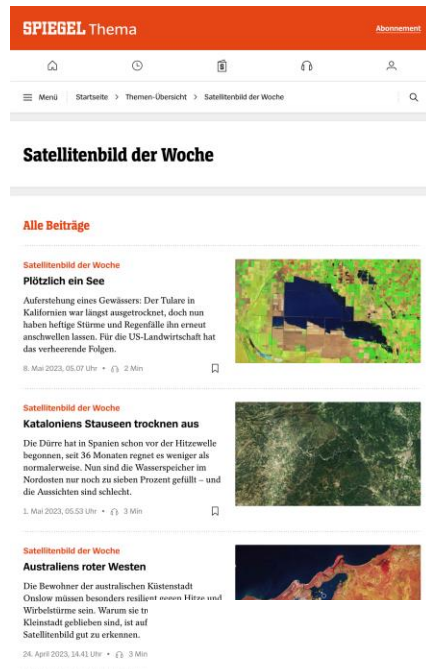 SPIEGEL Thema
Abonnement
Menü Startseite > Themen-Übersicht > Satellitenbild der Woche
Satellitenbild der Woche
Alle Beiträge
Satellitenbild der Woche
Plötzlich ein See
Auferstehung eines Gewässers: Der Tulare in
Kalifornien war längst ausgetrocknet, doch nun
haben heftige Stürme und Regenfälle ihn erneut
anschwellen lassen. Für die US-Landwirtschaft hat
das verheerende Folgen.
8. Mai 2023, 05.07 Uhr • 2 Min
Satellitenbild der Woche
Kataloniens Stauseen trocknen aus
Die Dürre hat in Spanien schon vor der Hitzewelle
begonnen, seit 36 Monaten regnet es weniger als
normalerweise. Nun sind die Wasserspeicher im
Nordosten nur noch zu sieben Prozent gefüllt – und
die Aussichten sind schlecht.
1. Mai 2023, 05.53 Uhr • 3 Min
Satellitenbild der Woche
Australiens roter Westen
Die Bewohner der australischen Küstenstadt
Onslow müssen besonders resilient gegen Hitze und
Wirbelstürme sein. Warum sie
Kleinstadt geblieben sind, ist auf
Satellitenbild gut zu erkennen.
24. April 2023, 14.41 Uhr • 3 Min